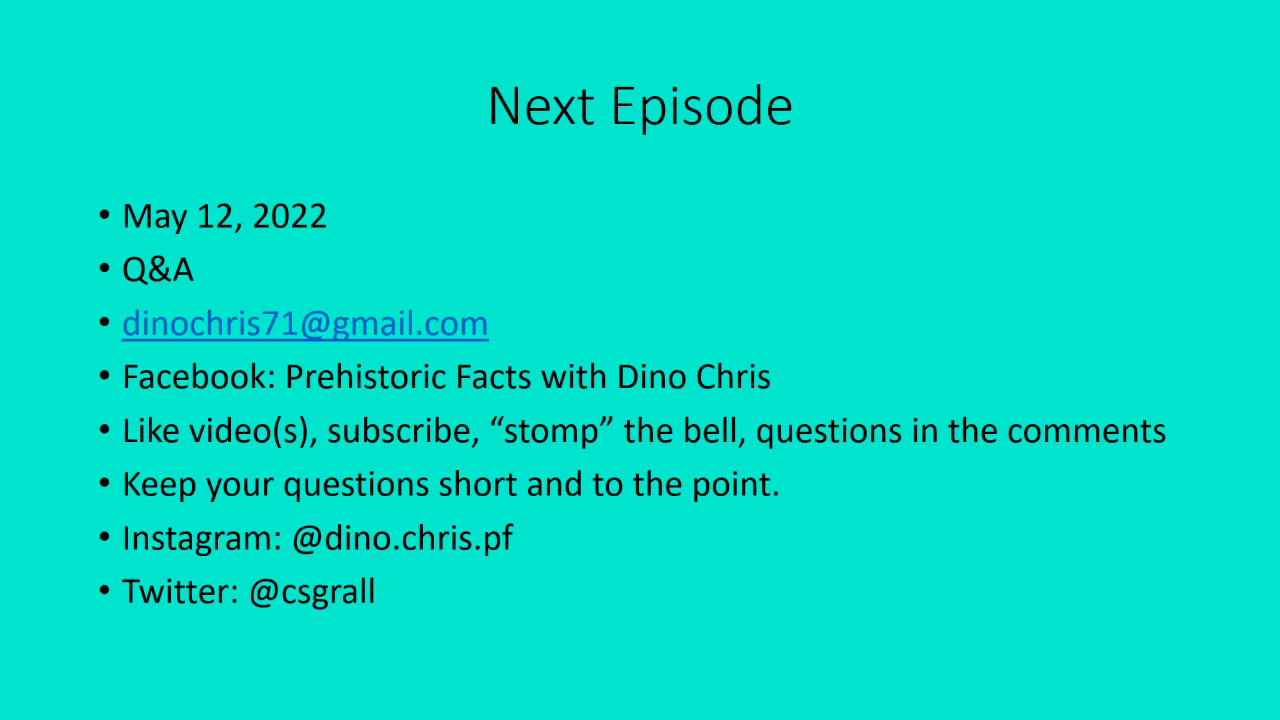 Next Episode
• May 12, 2022
• Q&A
• dinochris71@gmail.com
• Facebook: Prehistoric Facts with Dino Chris
• Like video(s), subscribe, “stomp” the bell, questions in the comments
• Keep your questions short and to the point.
• Instagram: @dino.chris.pf
• Twitter: @csgrall